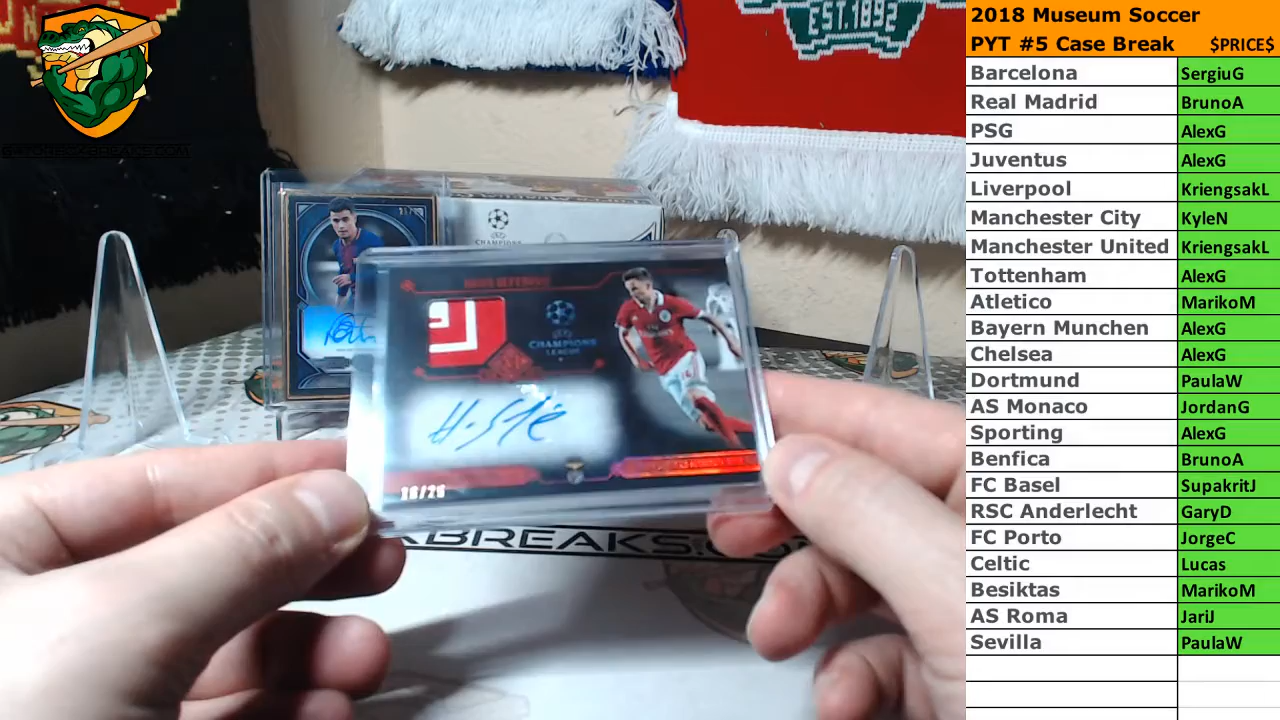 EST.1892
2018 Museum Soccer
PYT #5 Case Break $PRICE$
Barcelona SergiuG
Real Madrid BrunoA
PSG AlexG
Juventus AlexG
Liverpool KriengsakL
Manchester City KyleN
Manchester United KriengsakL
Tottenham AlexG
Atletico MarikoM
Bayern Munchen AlexG
Chelsea AlexG
Dortmund PaulaW
AS Monaco JordanG
Sporting AlexG
Benfica BrunoA
FC Basel SupakritJ
RSC Anderlecht GaryD
FC Porto JorgeC
Celtic Lucas
Besiktas MarikoM
AS Roma JariJ
Sevilla PaulaW
CHAMPIONS
CHAMPIONS
LEAGUE
BREAKS.CO